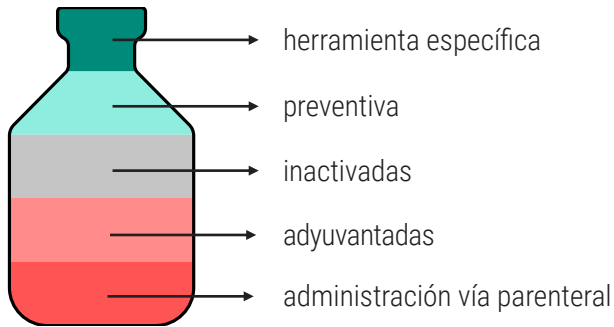 herramienta específica
preventiva
inactivadas
adyuvantadas
administración vía parenteral